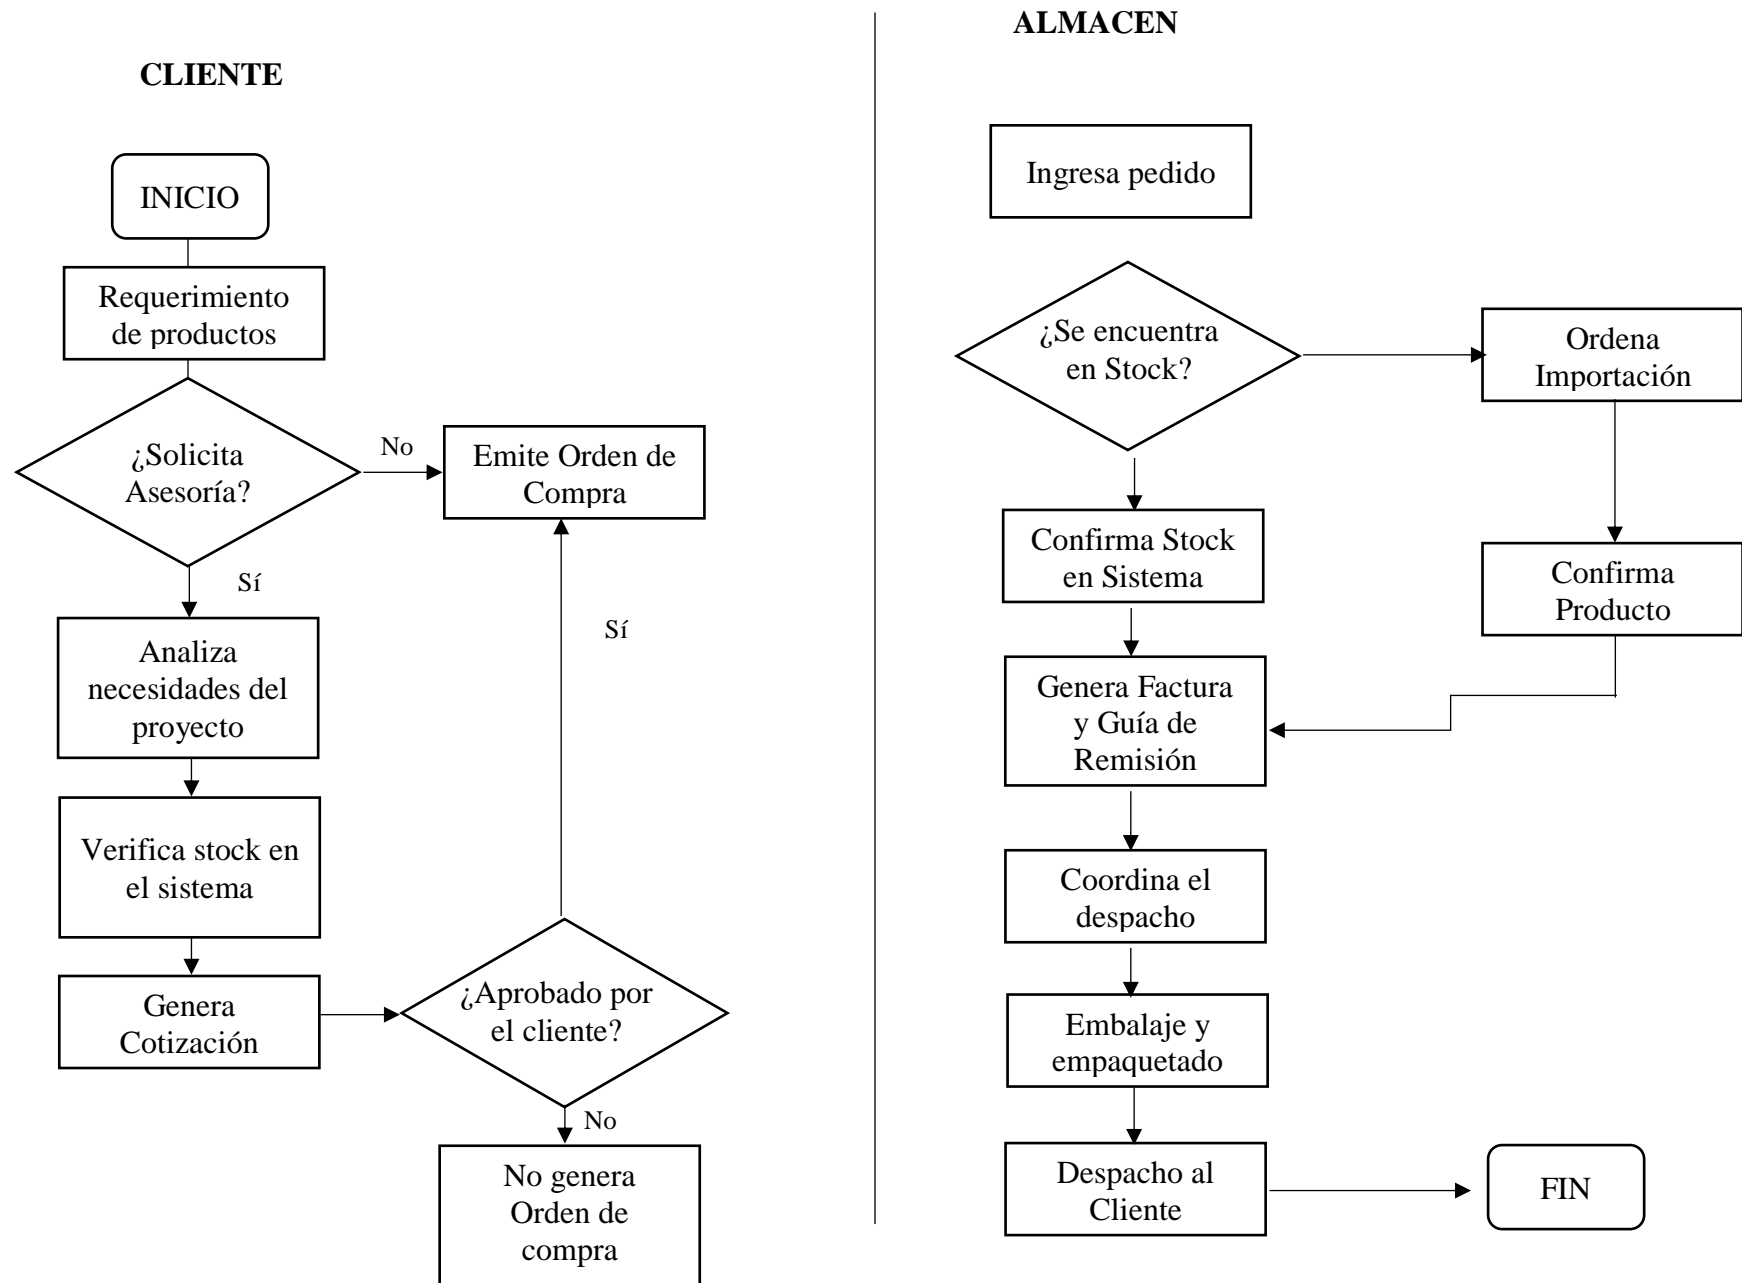 CLIENTE
INICIO
Requerimiento
de productos
¿Solicita
Asesoría?
No
Emite Orden de
Compra
Sí
Analiza
necesidades del
proyecto
Sí
Verifica stock en
el sistema
Genera
Cotización
¿Aprobado por
el cliente?
No
No genera
Orden de
compra
ALMACEN
Ingresa pedido
¿Se encuentra
en Stock?
Ordena
Importación
Confirma Stock
en Sistema
Confirma
Producto
Genera Factura
y Guía de
Remisión
Coordina el
despacho
Embalaje y
empaquetado
Despacho al
Cliente
FIN